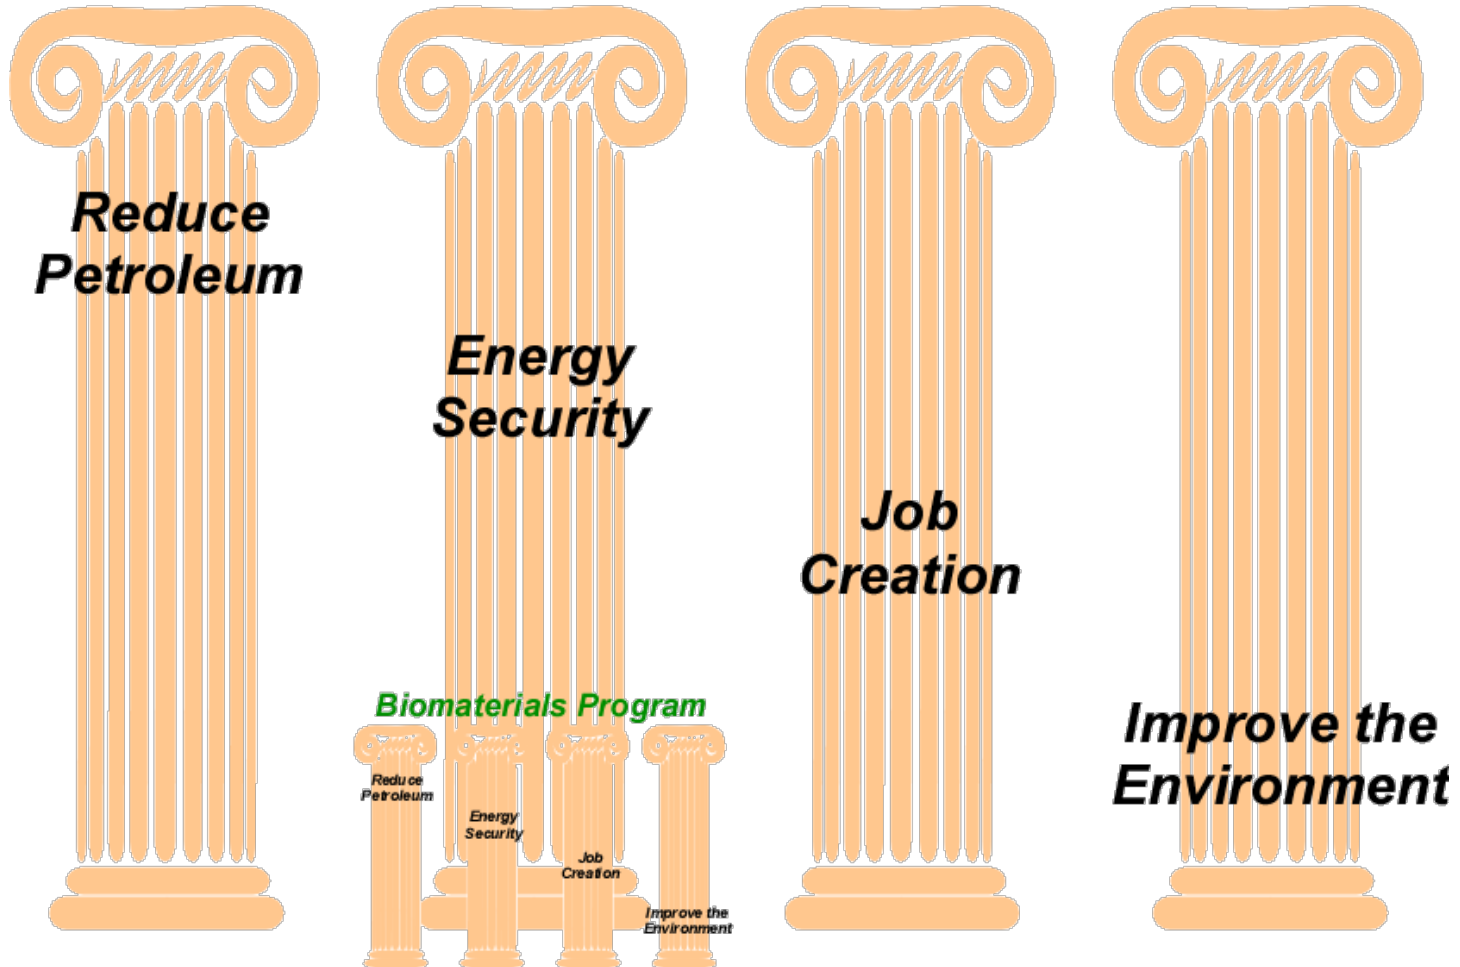 Reduce
Petroleum
Energy
Security
Job
Creation
Improve the
Environment
Biomaterials Program
Reduce
Petroleum
Energy
Security
Job
Creation
Improve the
Environment